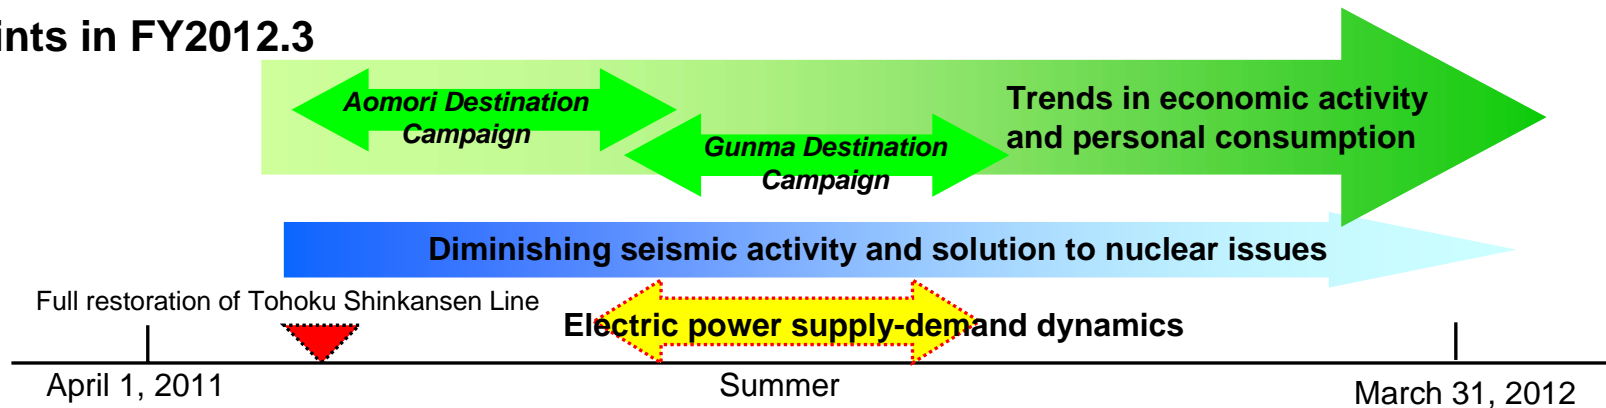 in FY2012.3
Aomori Destination
Campaign
Gunma Destination
Campaign
Trends in economic activity
and personal consumption
Diminishing seismic activity and solution to nuclear issues
Full restoration of Tohoku Shinkansen Line
Electric power supply-demand dynamics
April 1, 2011
Summer
March 31, 2012